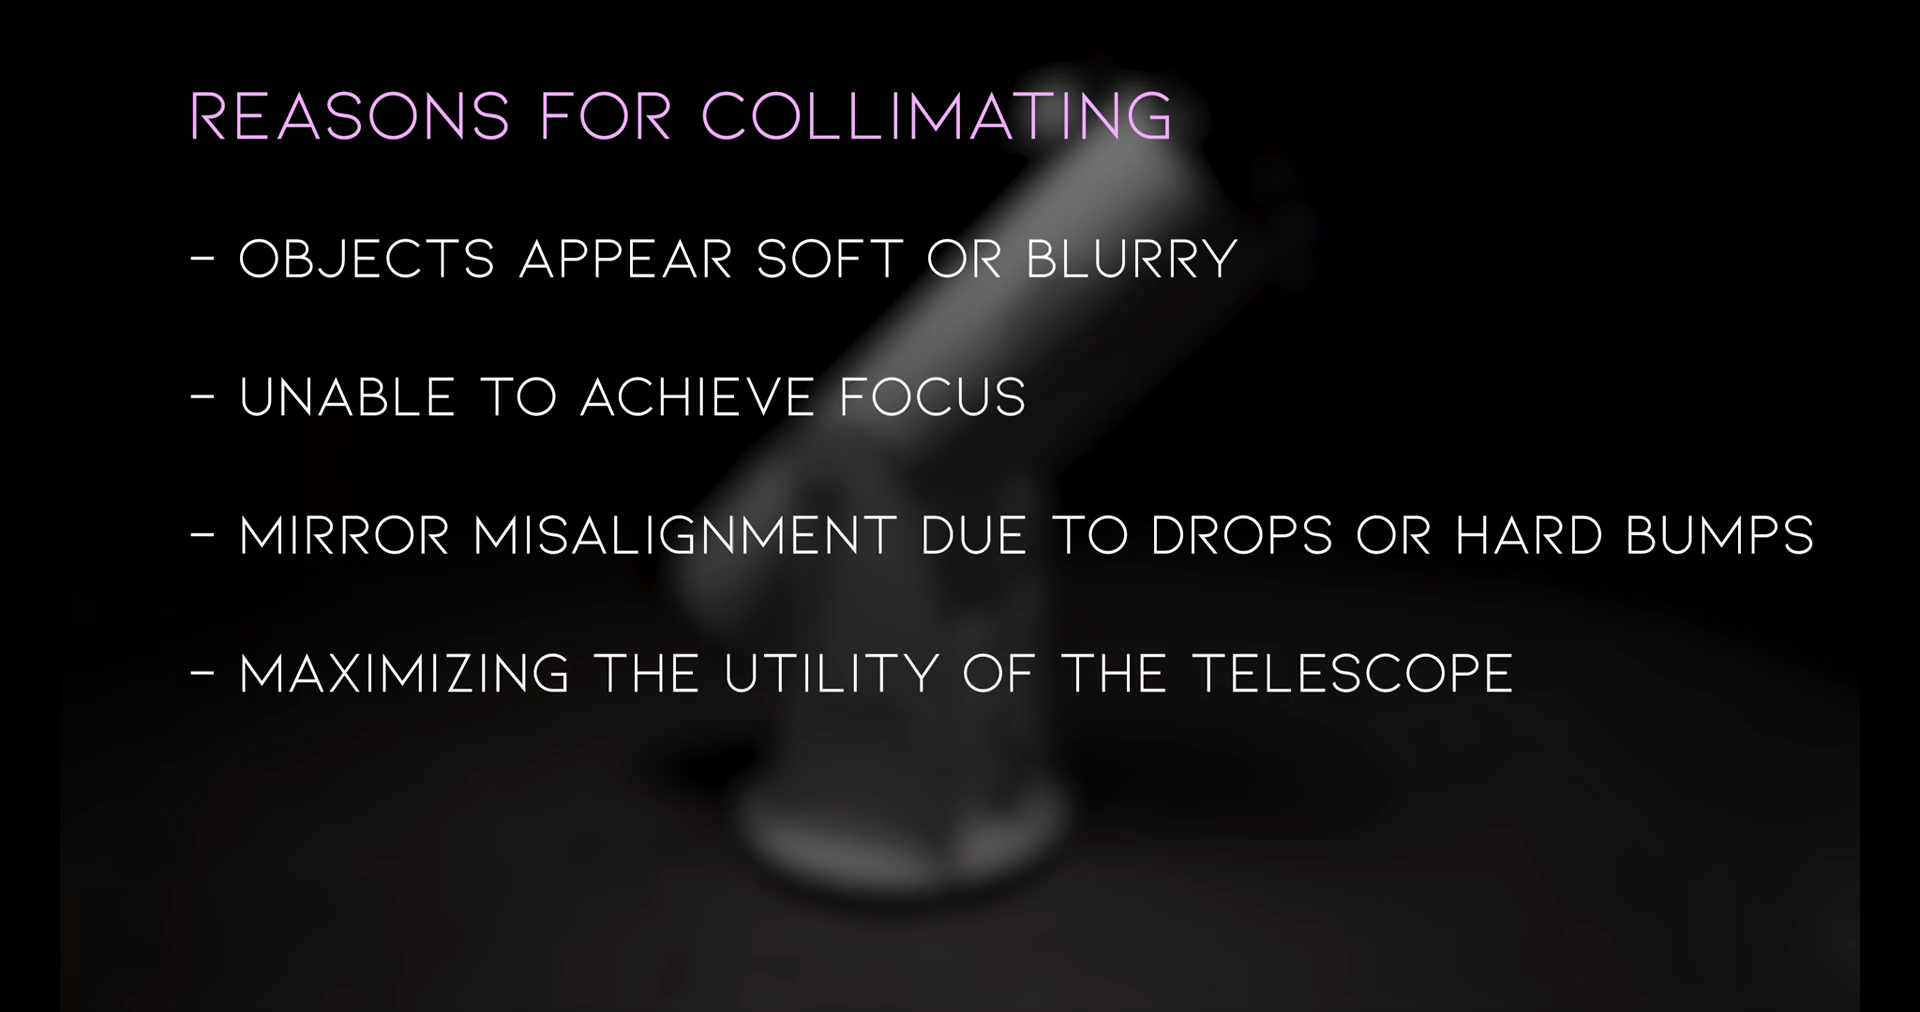 REASONS FOR COLLIMATING
- OBJECTS APPEAR SOFT OR BLURRY
- UNABLE TO ACHIEVE FOCUS
- MIRROR MISALIGNMENT DUE TO DROPS OR HARD BUMPS
- MAXIMIZING THE UTILITY OF THE TELESCOPE